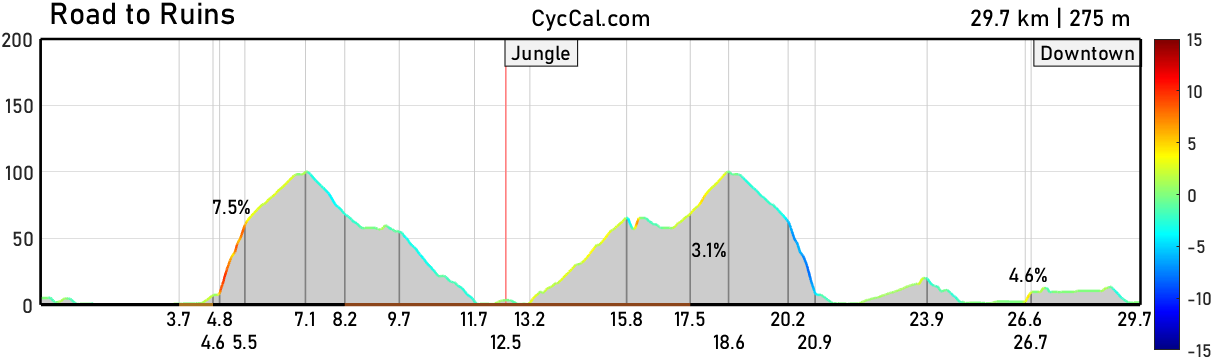 Road to Ruins
CycCal.com
29.7 km | 275 m
200
150
100
50
0
Jungle
Downtown
7.5%
3.1%
4.6%
3.7 4.8 7.1 8.2 9.7 11.7 13.2 15.8 17.5 20.2 23.9 26.6 29.7
4.6 5.5 12.5 18.6 20.9 26.7
15
10
5
0
−5
−10
−15